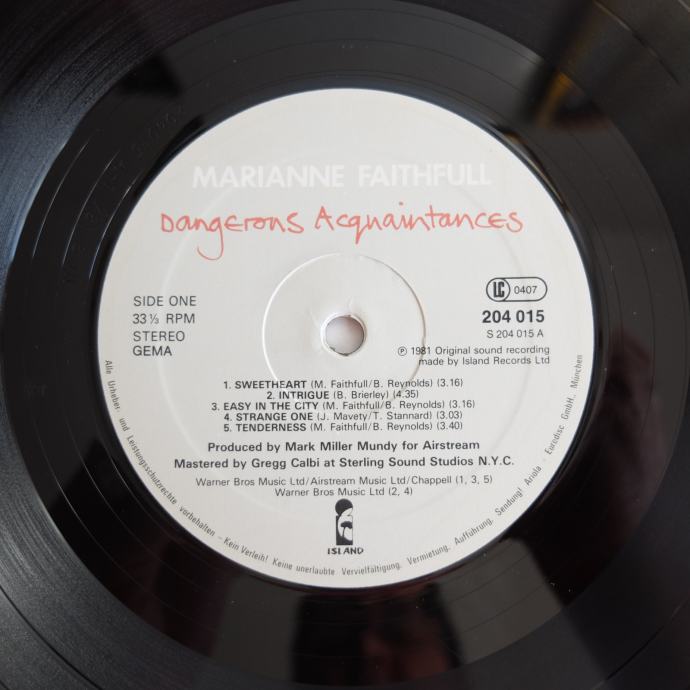 MARIANNE FAITHFULL
Dangerous Acquaintances
SIDE ONE
33⅓ RPM
STEREO
GEMA
LC 0407
204 015
S 204 015 A
℗ 1981 Original sound recording
made by Island Records Ltd
1. SWEETHEART (M. Faithfull/B. Reynolds) (3.16)
2. INTRIGUE (B. Brierley) (4.35)
3. EASY IN THE CITY (M. Faithfull/B. Reynolds) (3.16)
4. STRANGE ONE (J. Mavety/T. Stannard) (3.03)
5. TENDERNESS (M. Faithfull/B. Reynolds) (3.40)
Produced by Mark Miller Mundy for Airstream
Mastered by Gregg Calbi at Sterling Sound Studios N.Y.C.
Warner Bros Music Ltd/Airstream Music Ltd/Chappell (1, 3, 5)
Warner Bros Music Ltd (2, 4)
ISLAND
Alle Urheber- und Leistungsschutzrechte vorbehalten - Kein Verleih! Keine unerlaubte Vervielfältigung, Vermietung, Aufführung, Sendung! Ariola - Eurodisc GmbH., München